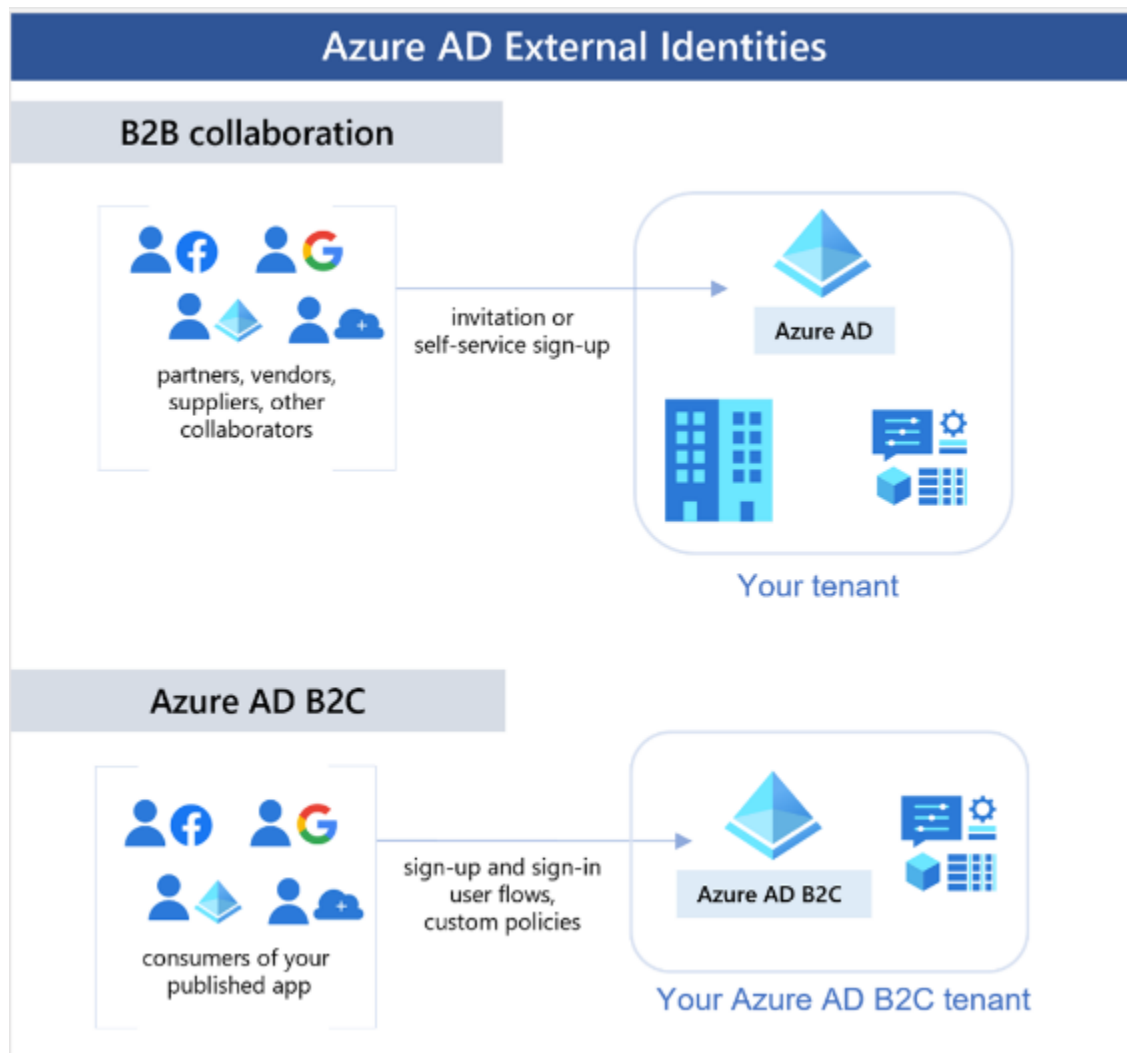 Azure AD External Identities
B2B collaboration
partners, vendors,
suppliers, other
collaborators
invitation or
self-service sign-up
Azure AD
Your tenant
Azure AD B2C
consumers of your
published app
sign-up and sign-in
user flows,
custom policies
Azure AD B2C
Your Azure AD B2C tenant